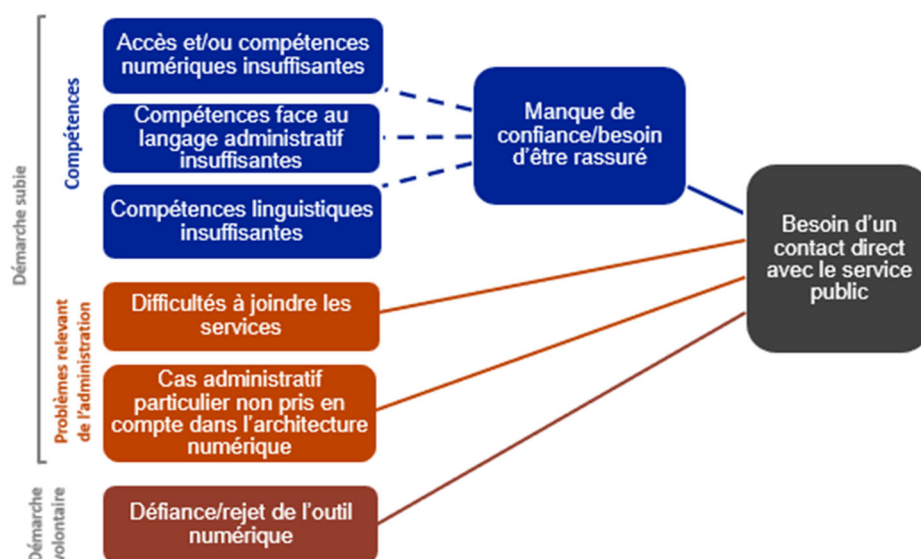 Démarche subie
Compétences
Accès et/ou compétences
numériques insuffisantes
Compétences face au
langage administratif
insuffisantes
Compétences linguistiques
insuffisantes
Manque de
confiance/besoin
d'être rassuré
Besoin d'un
contact direct
avec le service
public
Problèmes relevant
de l'administration
Difficultés à joindre les
services
Cas administratif
particulier non pris en
compte dans l'architecture
numérique
Démarche
volontaire
Défiance/rejet de l'outil
numérique